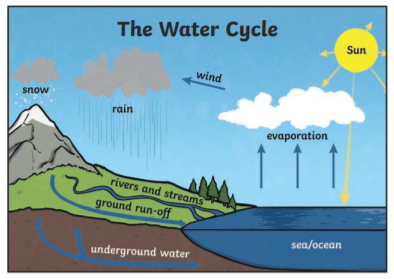 The Water Cycle
Sun
wind
snow
rain
evaporation
rivers and streams
ground run-off
underground water
sea/ocean